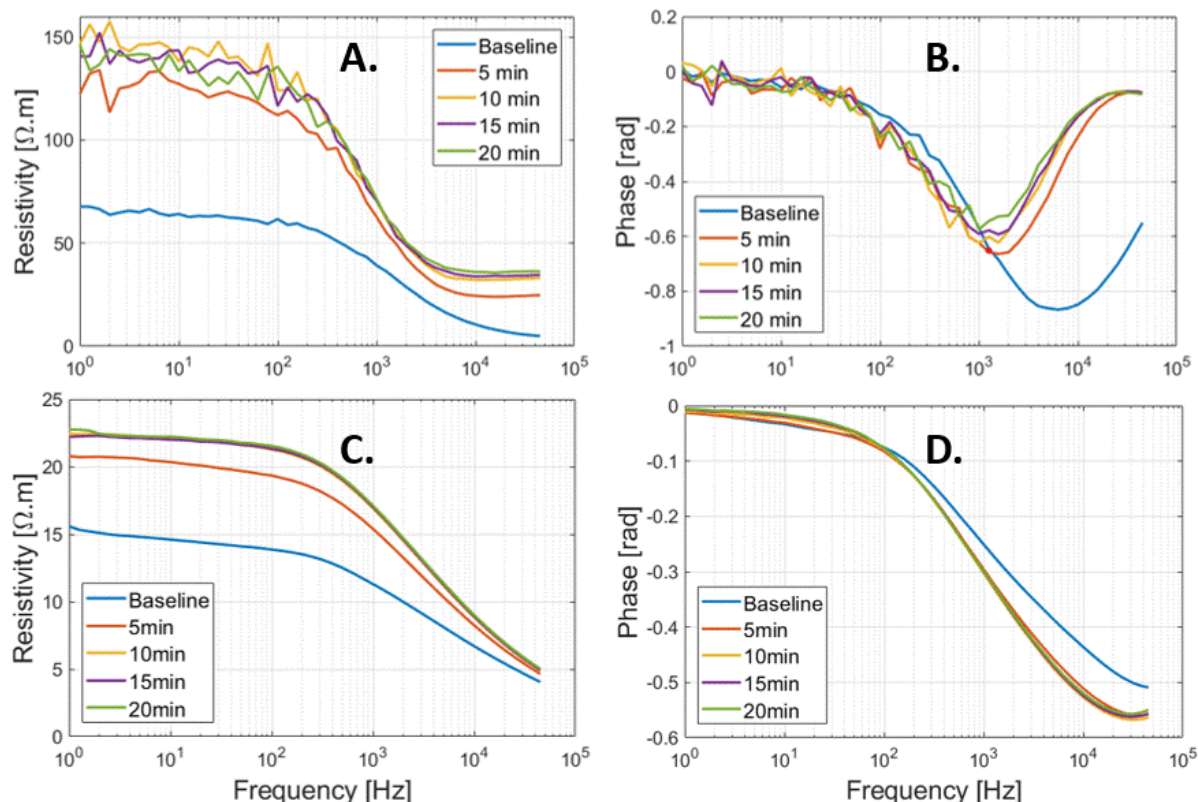 A.
Resistivity [Ω.m]
150
100
50
0
10^0 10^1 10^2 10^3 10^4 10^5
Baseline
5 min
10 min
15 min
20 min
B.
Phase [rad]
0.2
0
-0.2
-0.4
-0.6
-0.8
-1
10^0 10^1 10^2 10^3 10^4 10^5
Baseline
5 min
10 min
15 min
20 min
C.
Resistivity [Ω.m]
25
20
15
10
5
0
10^0 10^1 10^2 10^3 10^4 10^5
Frequency [Hz]
Baseline
5min
10min
15min
20min
D.
Phase [rad]
0
-0.1
-0.2
-0.3
-0.4
-0.5
-0.6
10^0 10^1 10^2 10^3 10^4 10^5
Frequency [Hz]
Baseline
5min
10min
15min
20min